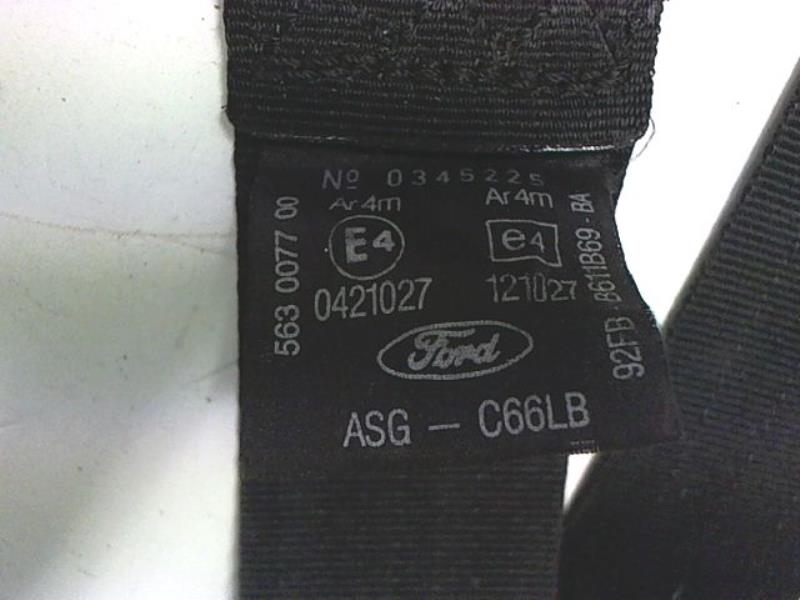 Nº 0345225
Ar4m
Ar4m
E4
e4
0421027
121027
Ford
ASG - C66LB
563 0077 00
92FB-B611B69-BA